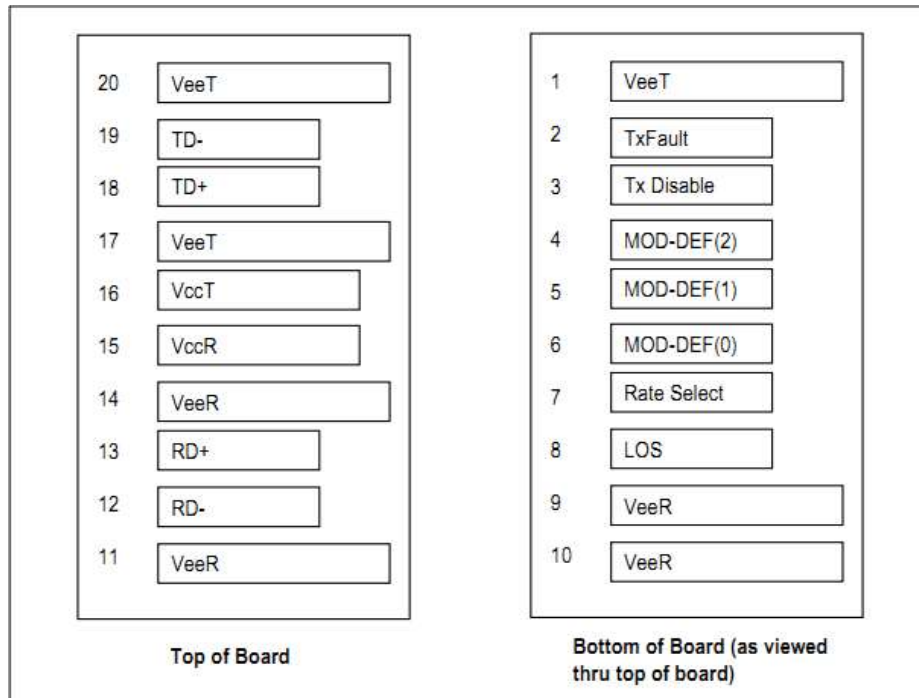 20 VeeT
19 TD-
18 TD+
17 VeeT
16 VccT
15 VccR
14 VeeR
13 RD+
12 RD-
11 VeeR
Top of Board
1 VeeT
2 TxFault
3 Tx Disable
4 MOD-DEF(2)
5 MOD-DEF(1)
6 MOD-DEF(0)
7 Rate Select
8 LOS
9 VeeR
10 VeeR
Bottom of Board (as viewed
thru top of board)